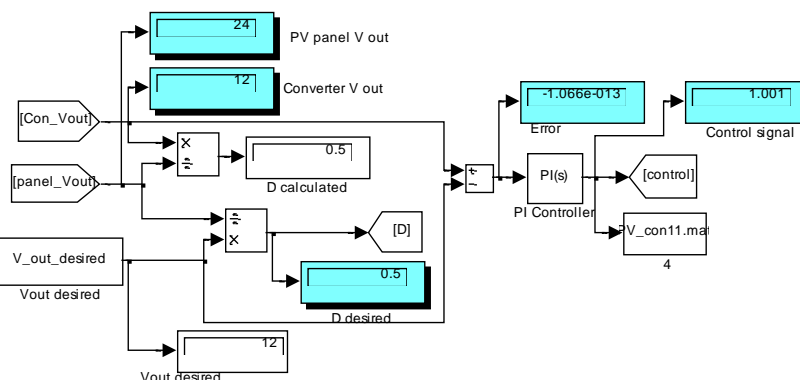 24
PV panel V out
12
Converter V out
[Con_Vout]
-1.066e-013
Error
1.001
Control signal
×
÷
0.5
D calculated
+
−
PI(s)
PI Controller
[control]
[panel_Vout]
÷
×
[D]
PV_con11.mat
4
V_out_desired
Vout desired
0.5
D desired
12
Vout desired